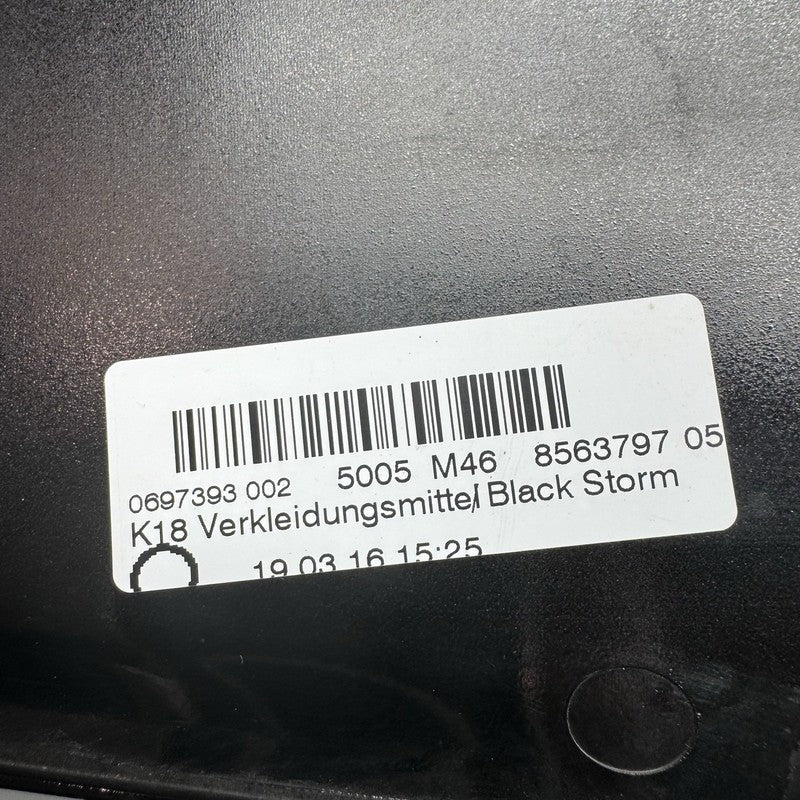 0697393 002 5005 M46 8563797 05
K18 Verkleidungsmittel Black Storm
19 03 16 15:25